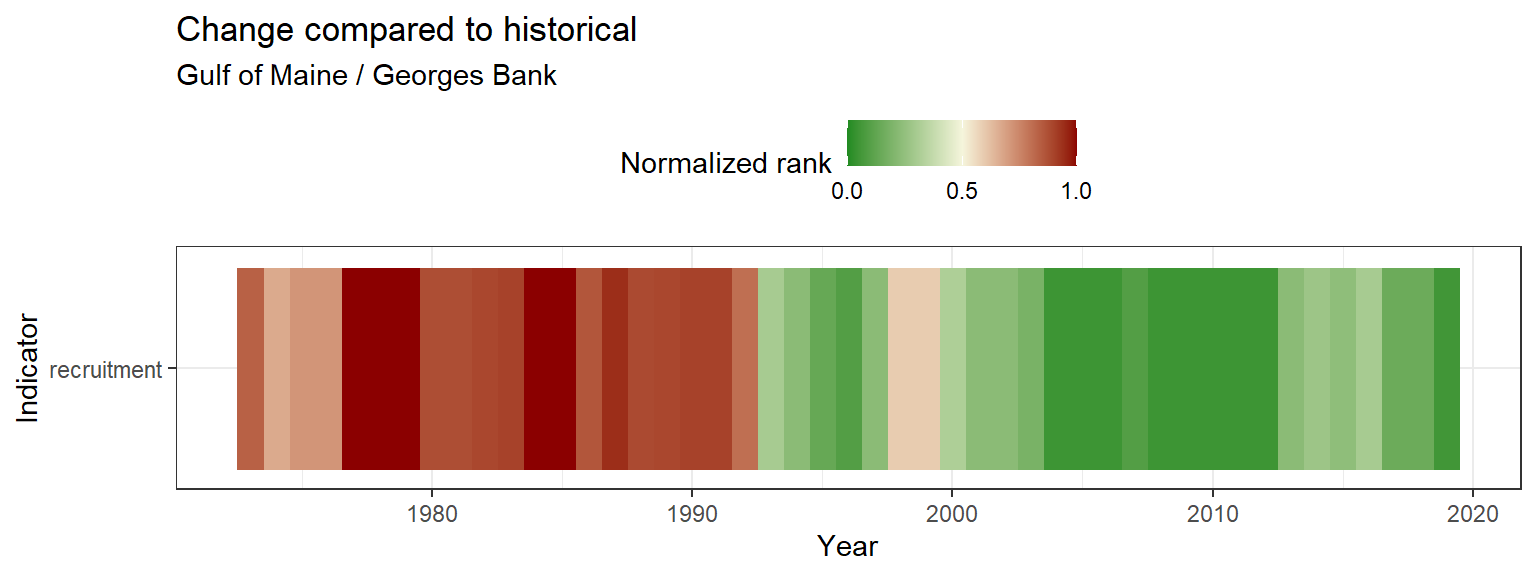 Change compared to historical
Gulf of Maine / Georges Bank
Normalized rank
0.0 0.5 1.0
Indicator
recruitment
1980 1990 2000 2010 2020
Year